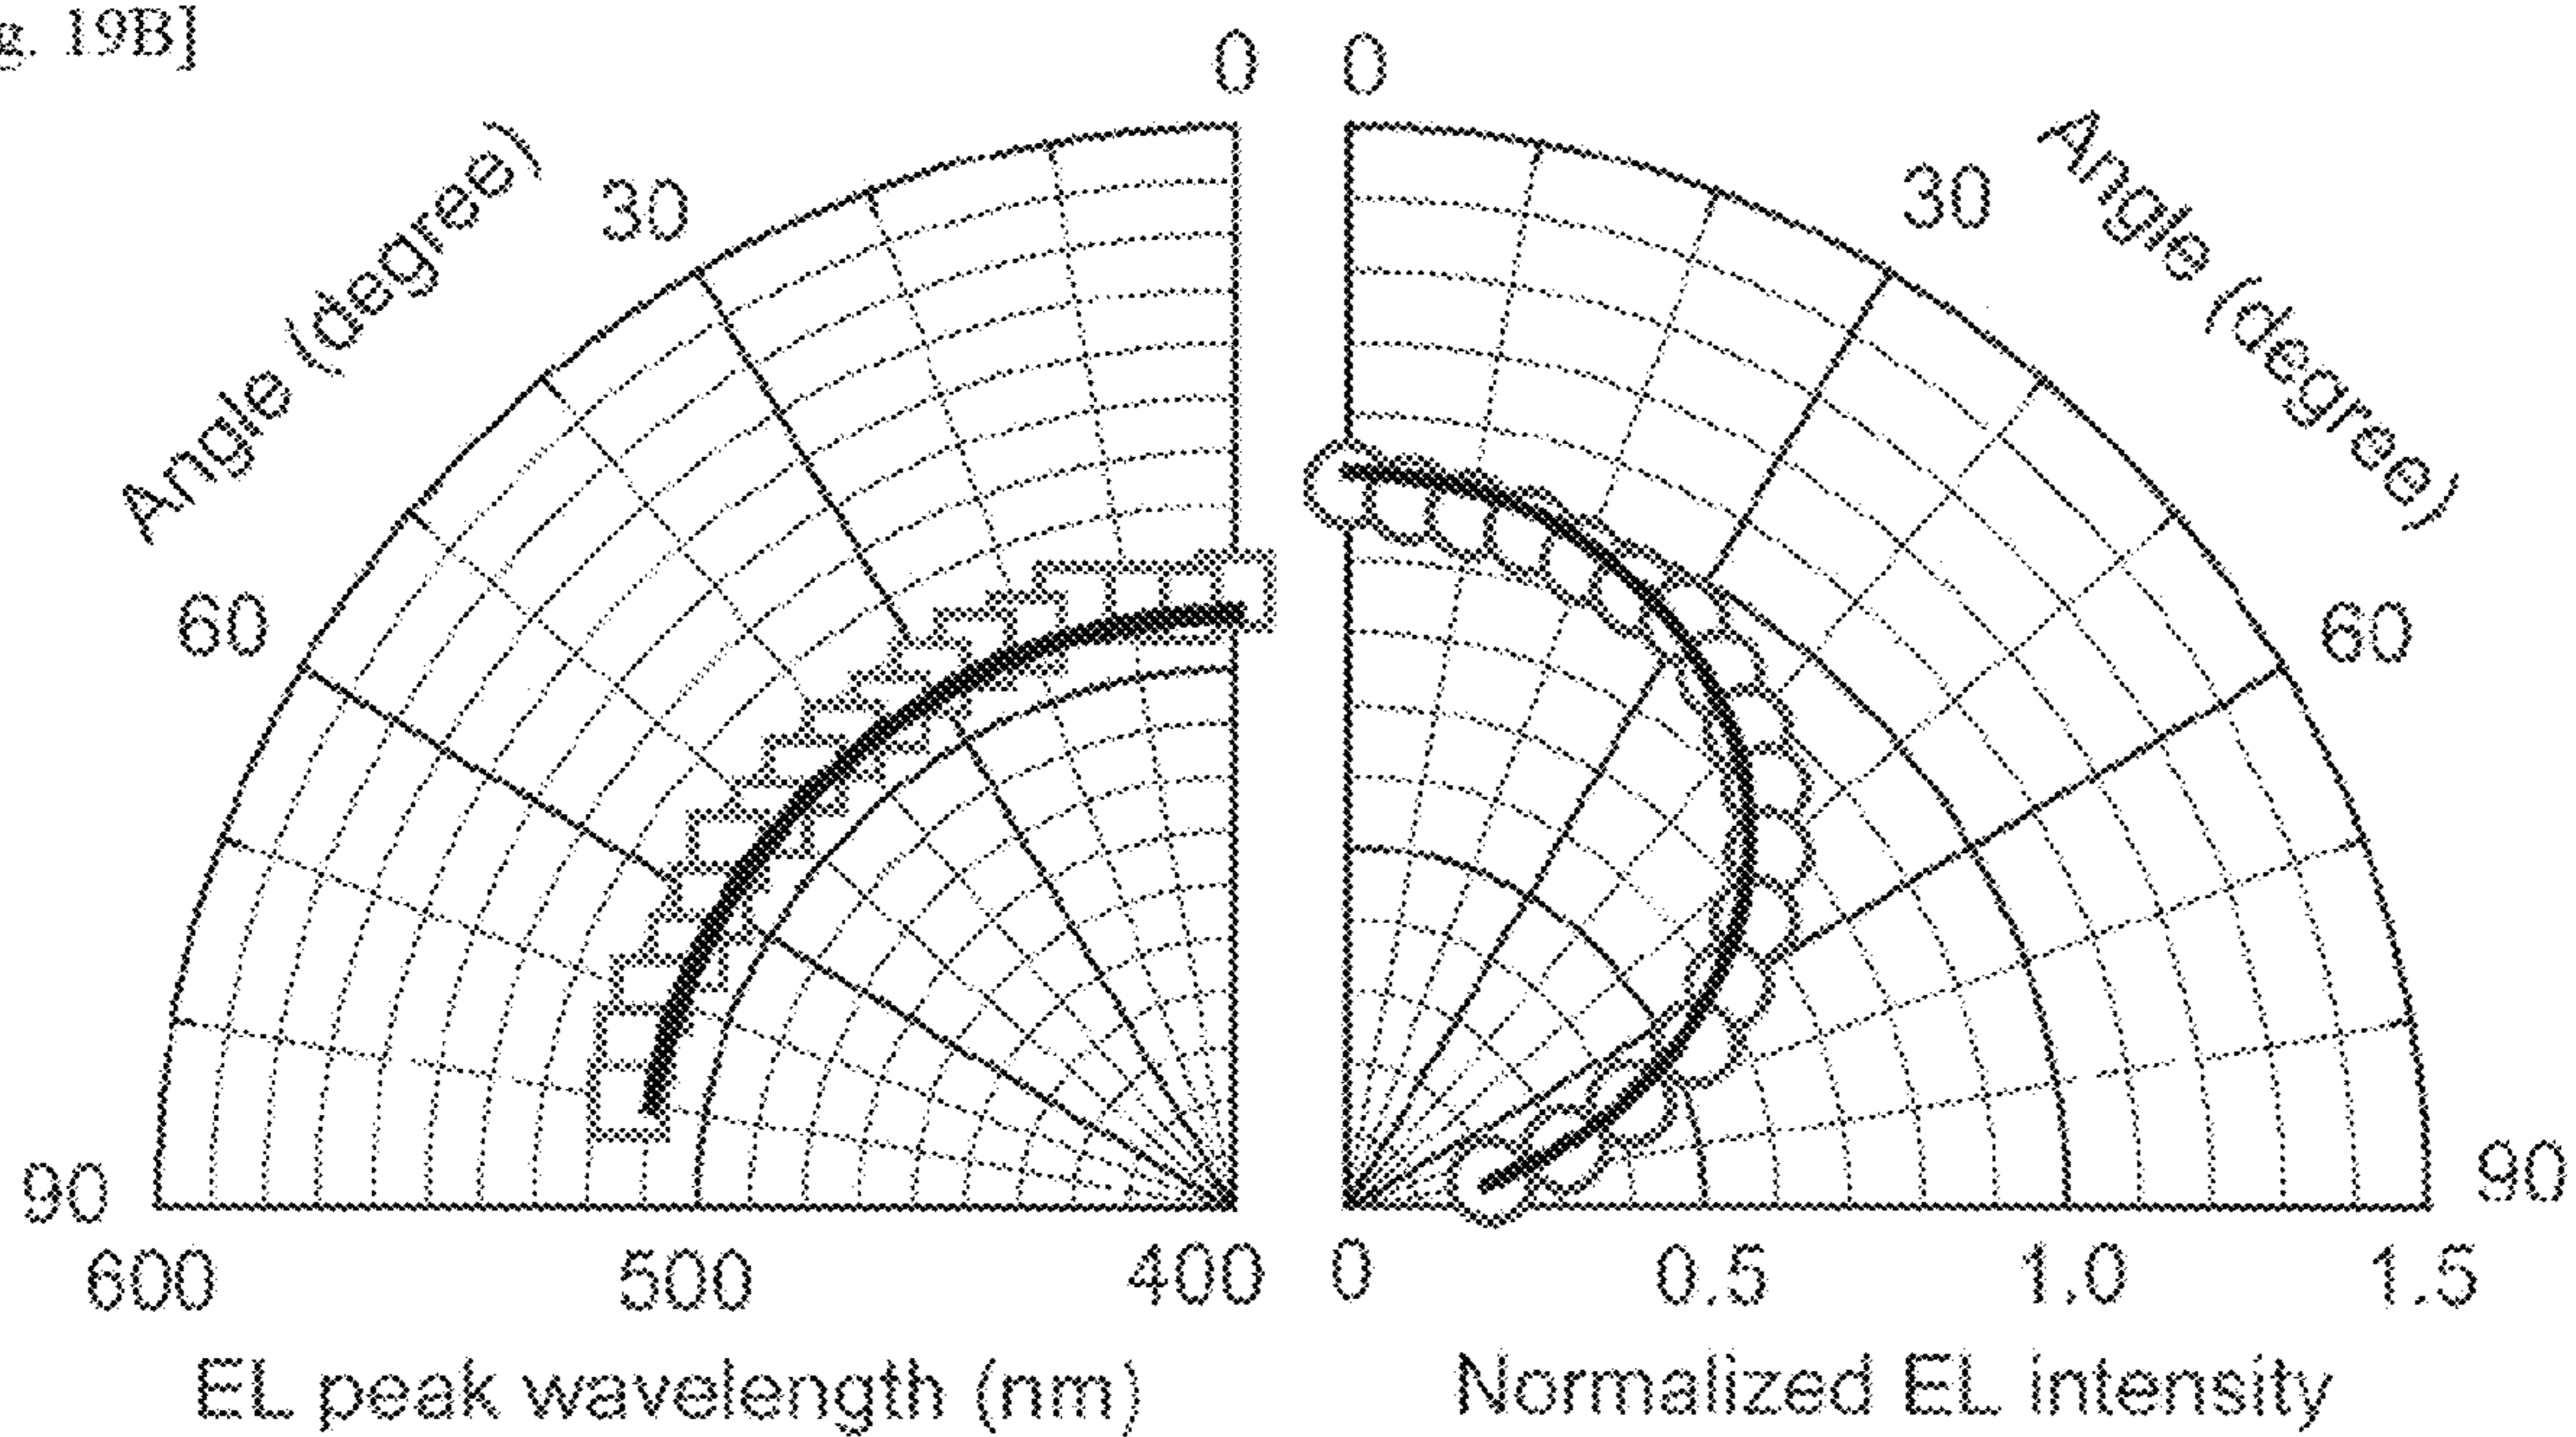 g. 19B]
0 0
Angle (degree)
30
30
Angle (degree)
60
60
90
90
600 500 400 0 0.5 1.0 1.5
EL peak wavelength (nm)
Normalized EL intensity